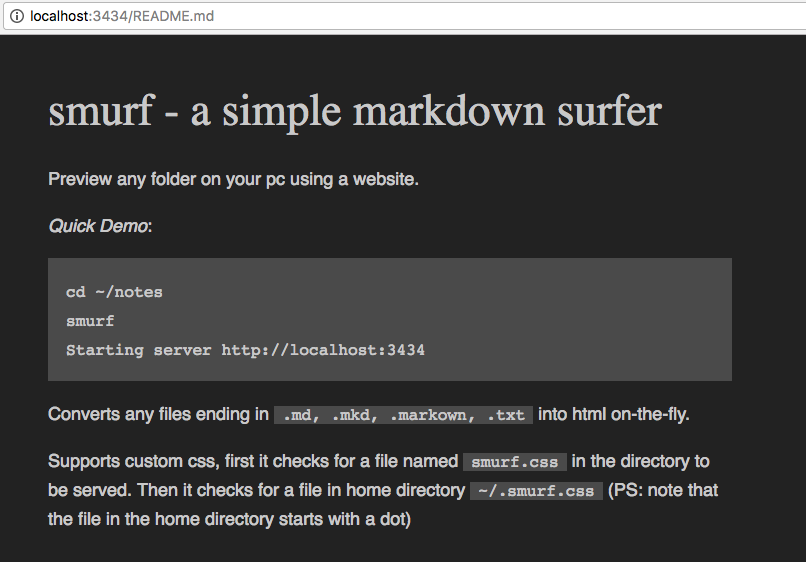 localhost:3434/README.md
smurf - a simple markdown surfer
Preview any folder on your pc using a website.
Quick Demo:
cd ~/notes
smurf
Starting server http://localhost:3434
Converts any files ending in .md, .mkd, .markown, .txt into html on-the-fly.
Supports custom css, first it checks for a file named smurf.css in the directory to
be served. Then it checks for a file in home directory ~/.smurf.css (PS: note that
the file in the home directory starts with a dot)